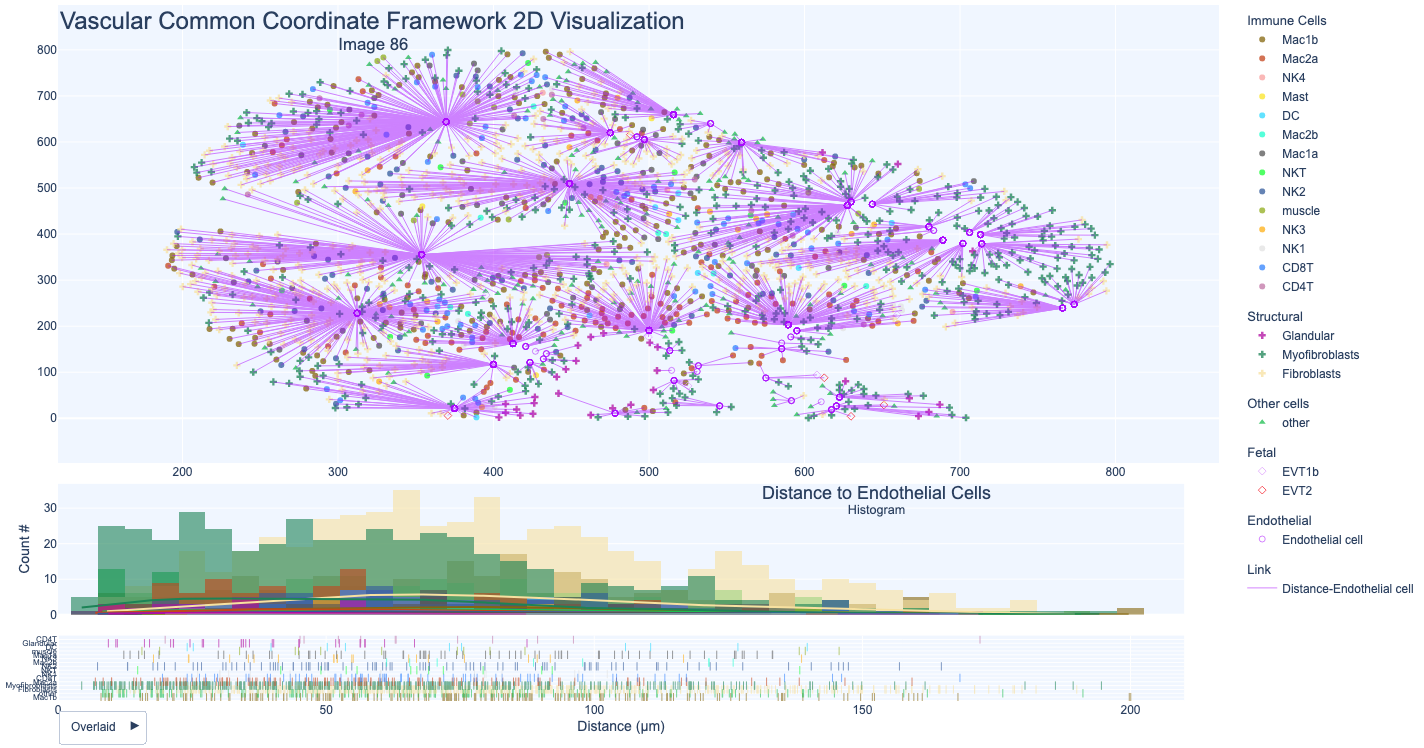 Vascular Common Coordinate Framework 2D Visualization
Image 86
800
700
600
500
400
300
200
100
0
200 300 400 500 600 700 800
Immune Cells
Mac1b
Mac2a
NK4
Mast
DC
Mac2b
Mac1a
NKT
NK2
muscle
NK3
NK1
CD8T
CD4T
Structural
Glandular
Myofibroblasts
Fibroblasts
Other cells
other
Fetal
EVT1b
EVT2
Endothelial
Endothelial cell
Link
Distance-Endothelial cell
Distance to Endothelial Cells
Histogram
Count #
30
20
10
0
CD4T
Glandular
0 50 100 150 200
Distance (μm)
Overlaid ►